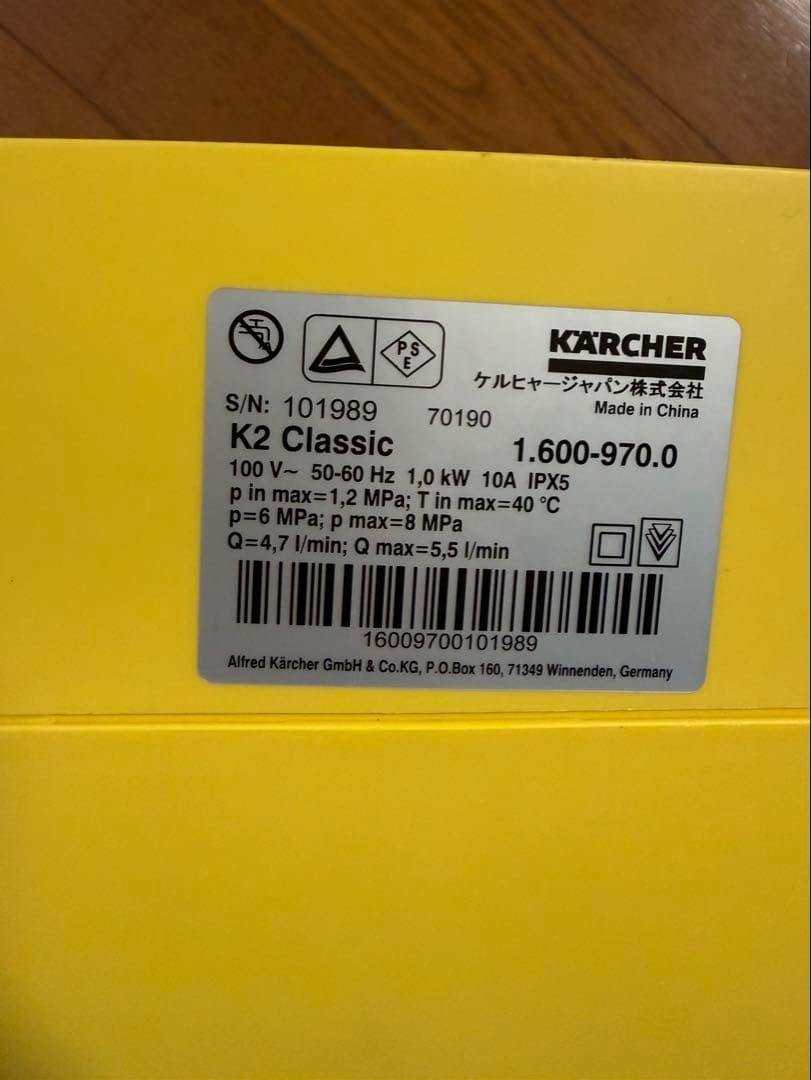 PSE
KÄRCHER
ケルヒャージャパン株式会社
Made in China
S/N: 101989 70190
K2 Classic 1.600-970.0
100 V~ 50-60 Hz 1,0 kW 10A IPX5
p in max=1,2 MPa; T in max=40 °C
p=6 MPa; p max=8 MPa
Q=4,7 l/min; Q max=5,5 l/min
16009700101989
Alfred Kärcher GmbH & Co.KG, P.O.Box 160, 71349 Winnenden, Germany